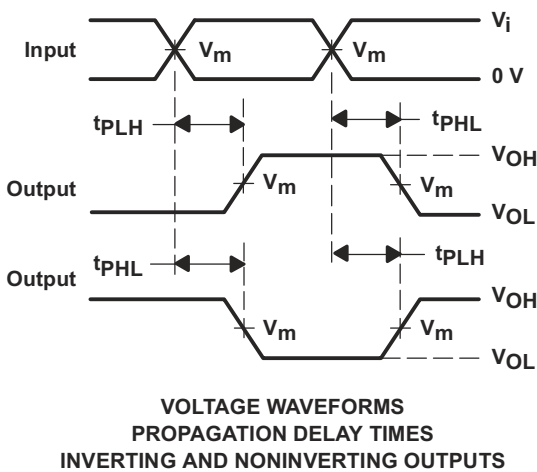 Vi
Input
Vm
Vm
0 V
tPLH
tPHL
VOH
Output
Vm
Vm
VOL
tPHL
tPLH
Output
VOH
Vm
Vm
VOL
VOLTAGE WAVEFORMS
PROPAGATION DELAY TIMES
INVERTING AND NONINVERTING OUTPUTS